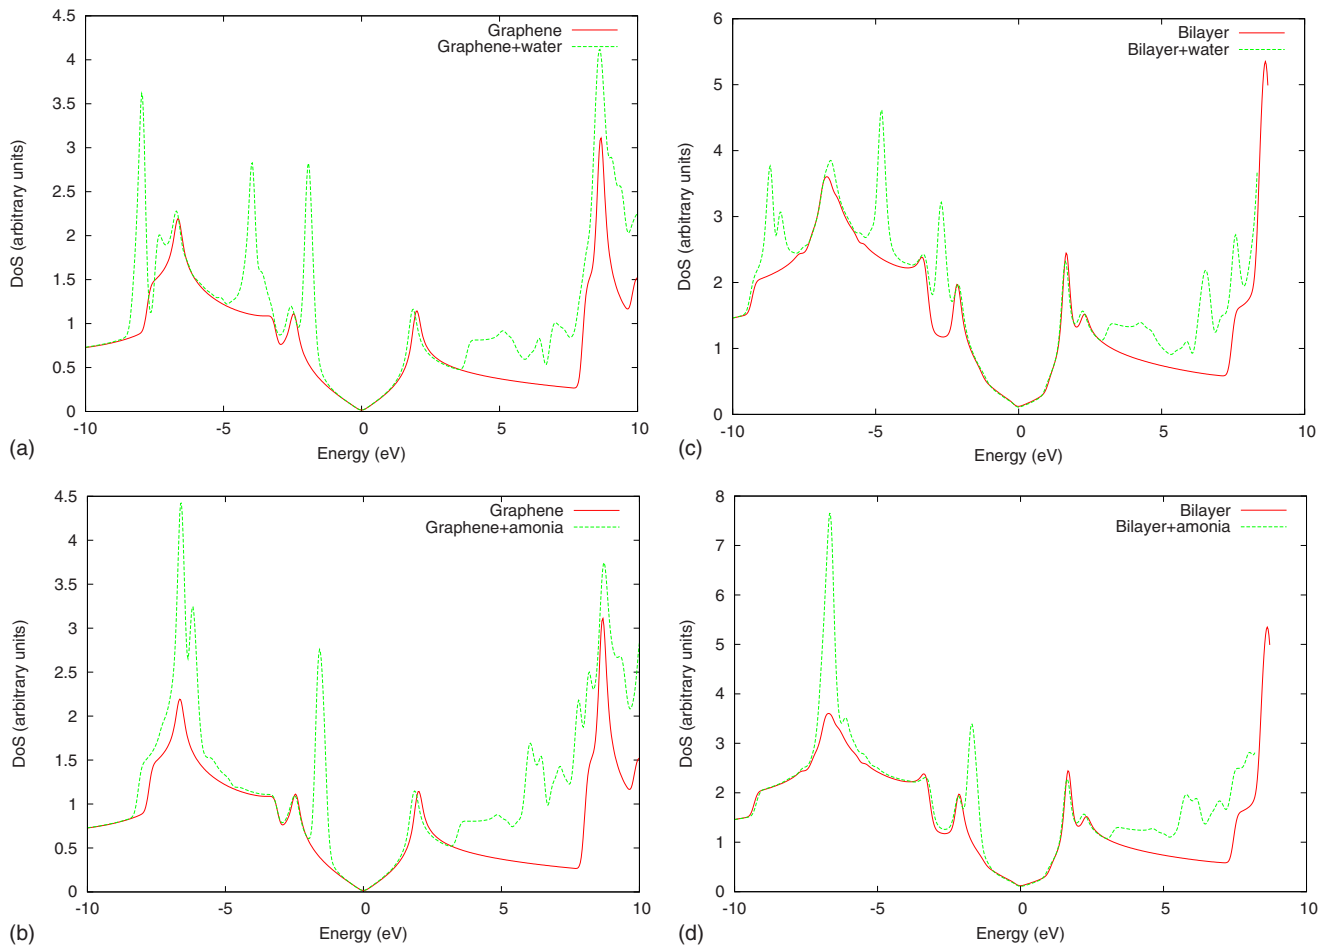 4.5
4
3.5
3
2.5
2
1.5
1
0.5
0
DoS (arbitrary units)
Graphene
Graphene+water
-10
-5
0
5
10
Energy (eV)
(a)
6
5
4
3
2
1
0
DoS (arbitrary units)
Bilayer
Bilayer+water
-10
-5
0
5
10
Energy (eV)
(c)
4.5
4
3.5
3
2.5
2
1.5
1
0.5
0
DoS (arbitrary units)
Graphene
Graphene+amonia
-10
-5
0
5
10
Energy (eV)
(b)
8
7
6
5
4
3
2
1
0
DoS (arbitrary units)
Bilayer
Bilayer+amonia
-10
-5
0
5
10
Energy (eV)
(d)